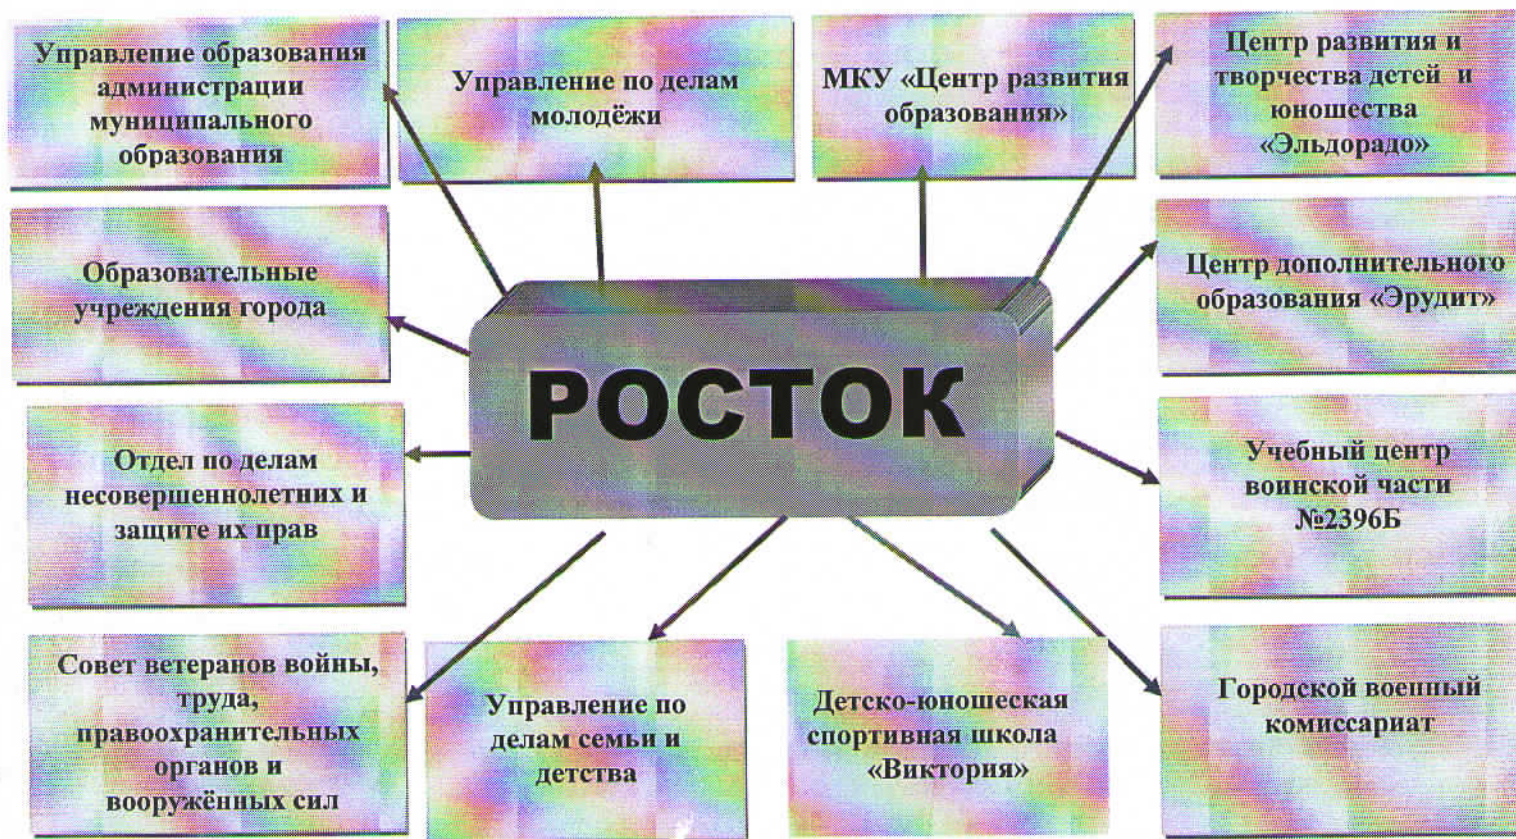 Управление образования
администрации
муниципального
образования
Управление по делам
молодёжи
МКУ «Центр развития
образования»
Центр развития и
творчества детей и
юношества
«Эльдорадо»
Образовательные
учреждения города
Центр дополнительного
образования «Эрудит»
РОСТОК
Отдел по делам
несовершеннолетних и
защите их прав
Учебный центр
воинской части
№2396Б
Совет ветеранов войны,
труда,
правоохранительных
органов и
вооружённых сил
Управление по
делам семьи и
детства
Детско-юношеская
спортивная школа
«Виктория»
Городской военный
комиссариат